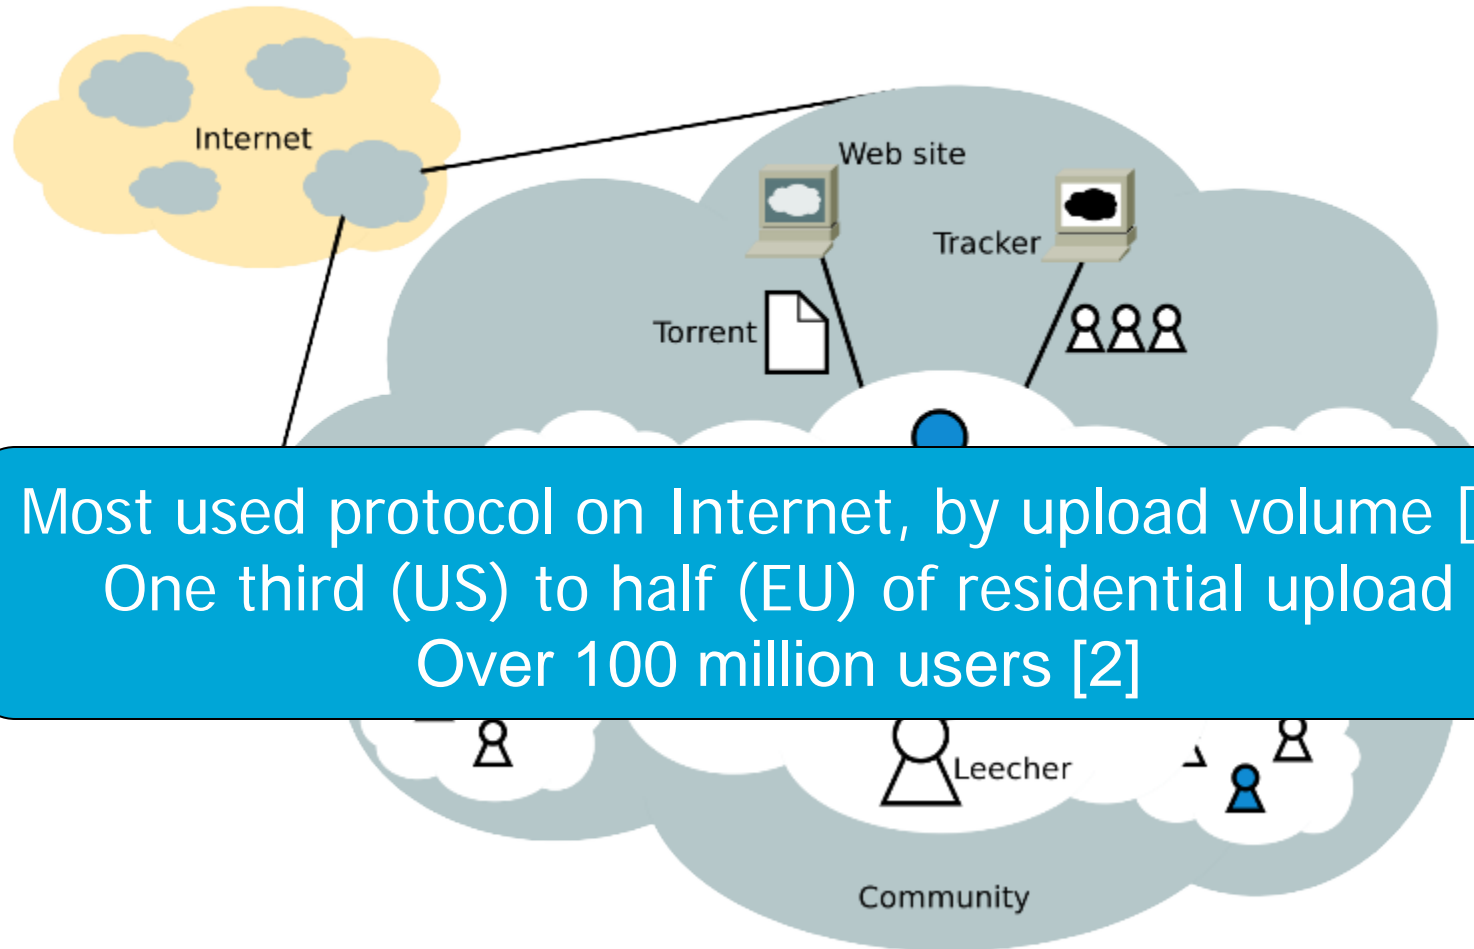 Internet
Web site
Tracker
Torrent
Most used protocol on Internet, by upload volume [
One third (US) to half (EU) of residential upload
Over 100 million users [2]
Leecher
Community